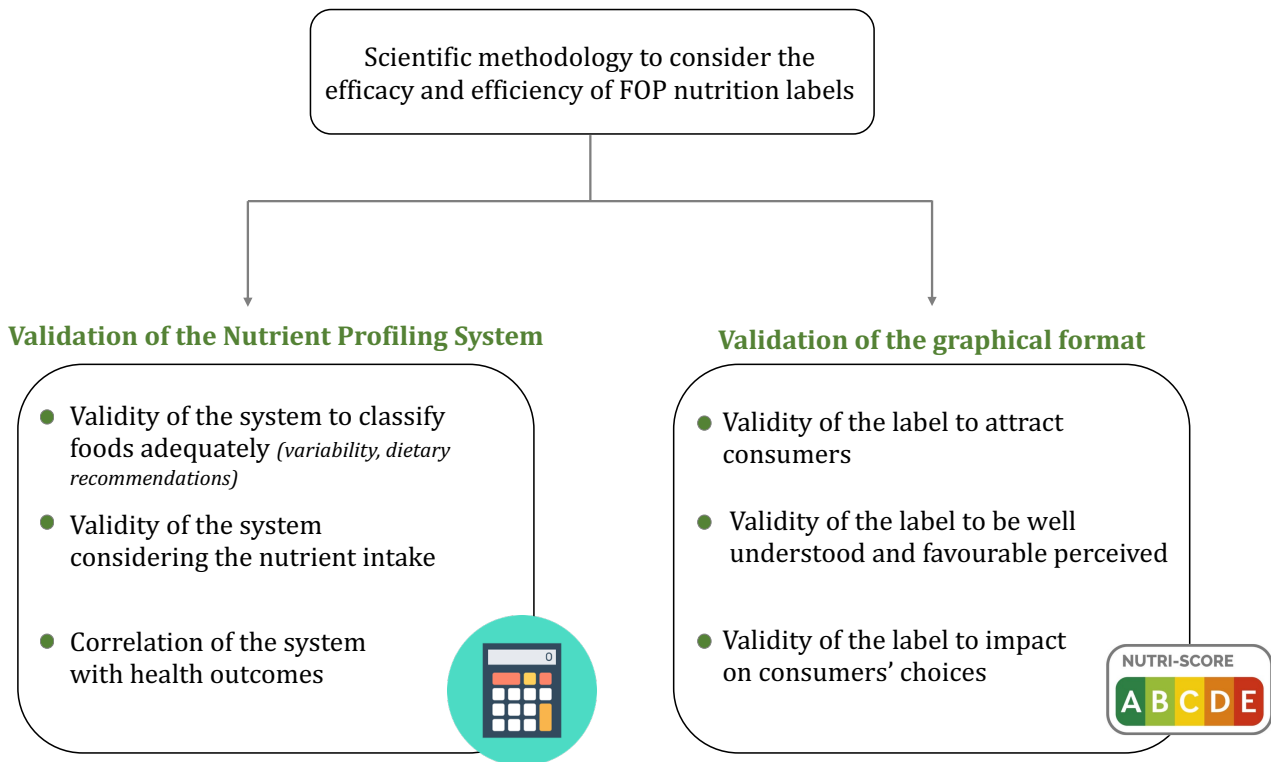 Scientific methodology to consider the
efficacy and efficiency of FOP nutrition labels
Validation of the Nutrient Profiling System
Validity of the system to classify
foods adequately (variability, dietary
recommendations)
Validity of the system
considering the nutrient intake
Correlation of the system
with health outcomes
0
Validation of the graphical format
Validity of the label to attract
consumers
Validity of the label to be well
understood and favourable perceived
Validity of the label to impact
on consumers’ choices
NUTRI-SCORE
A B C D E